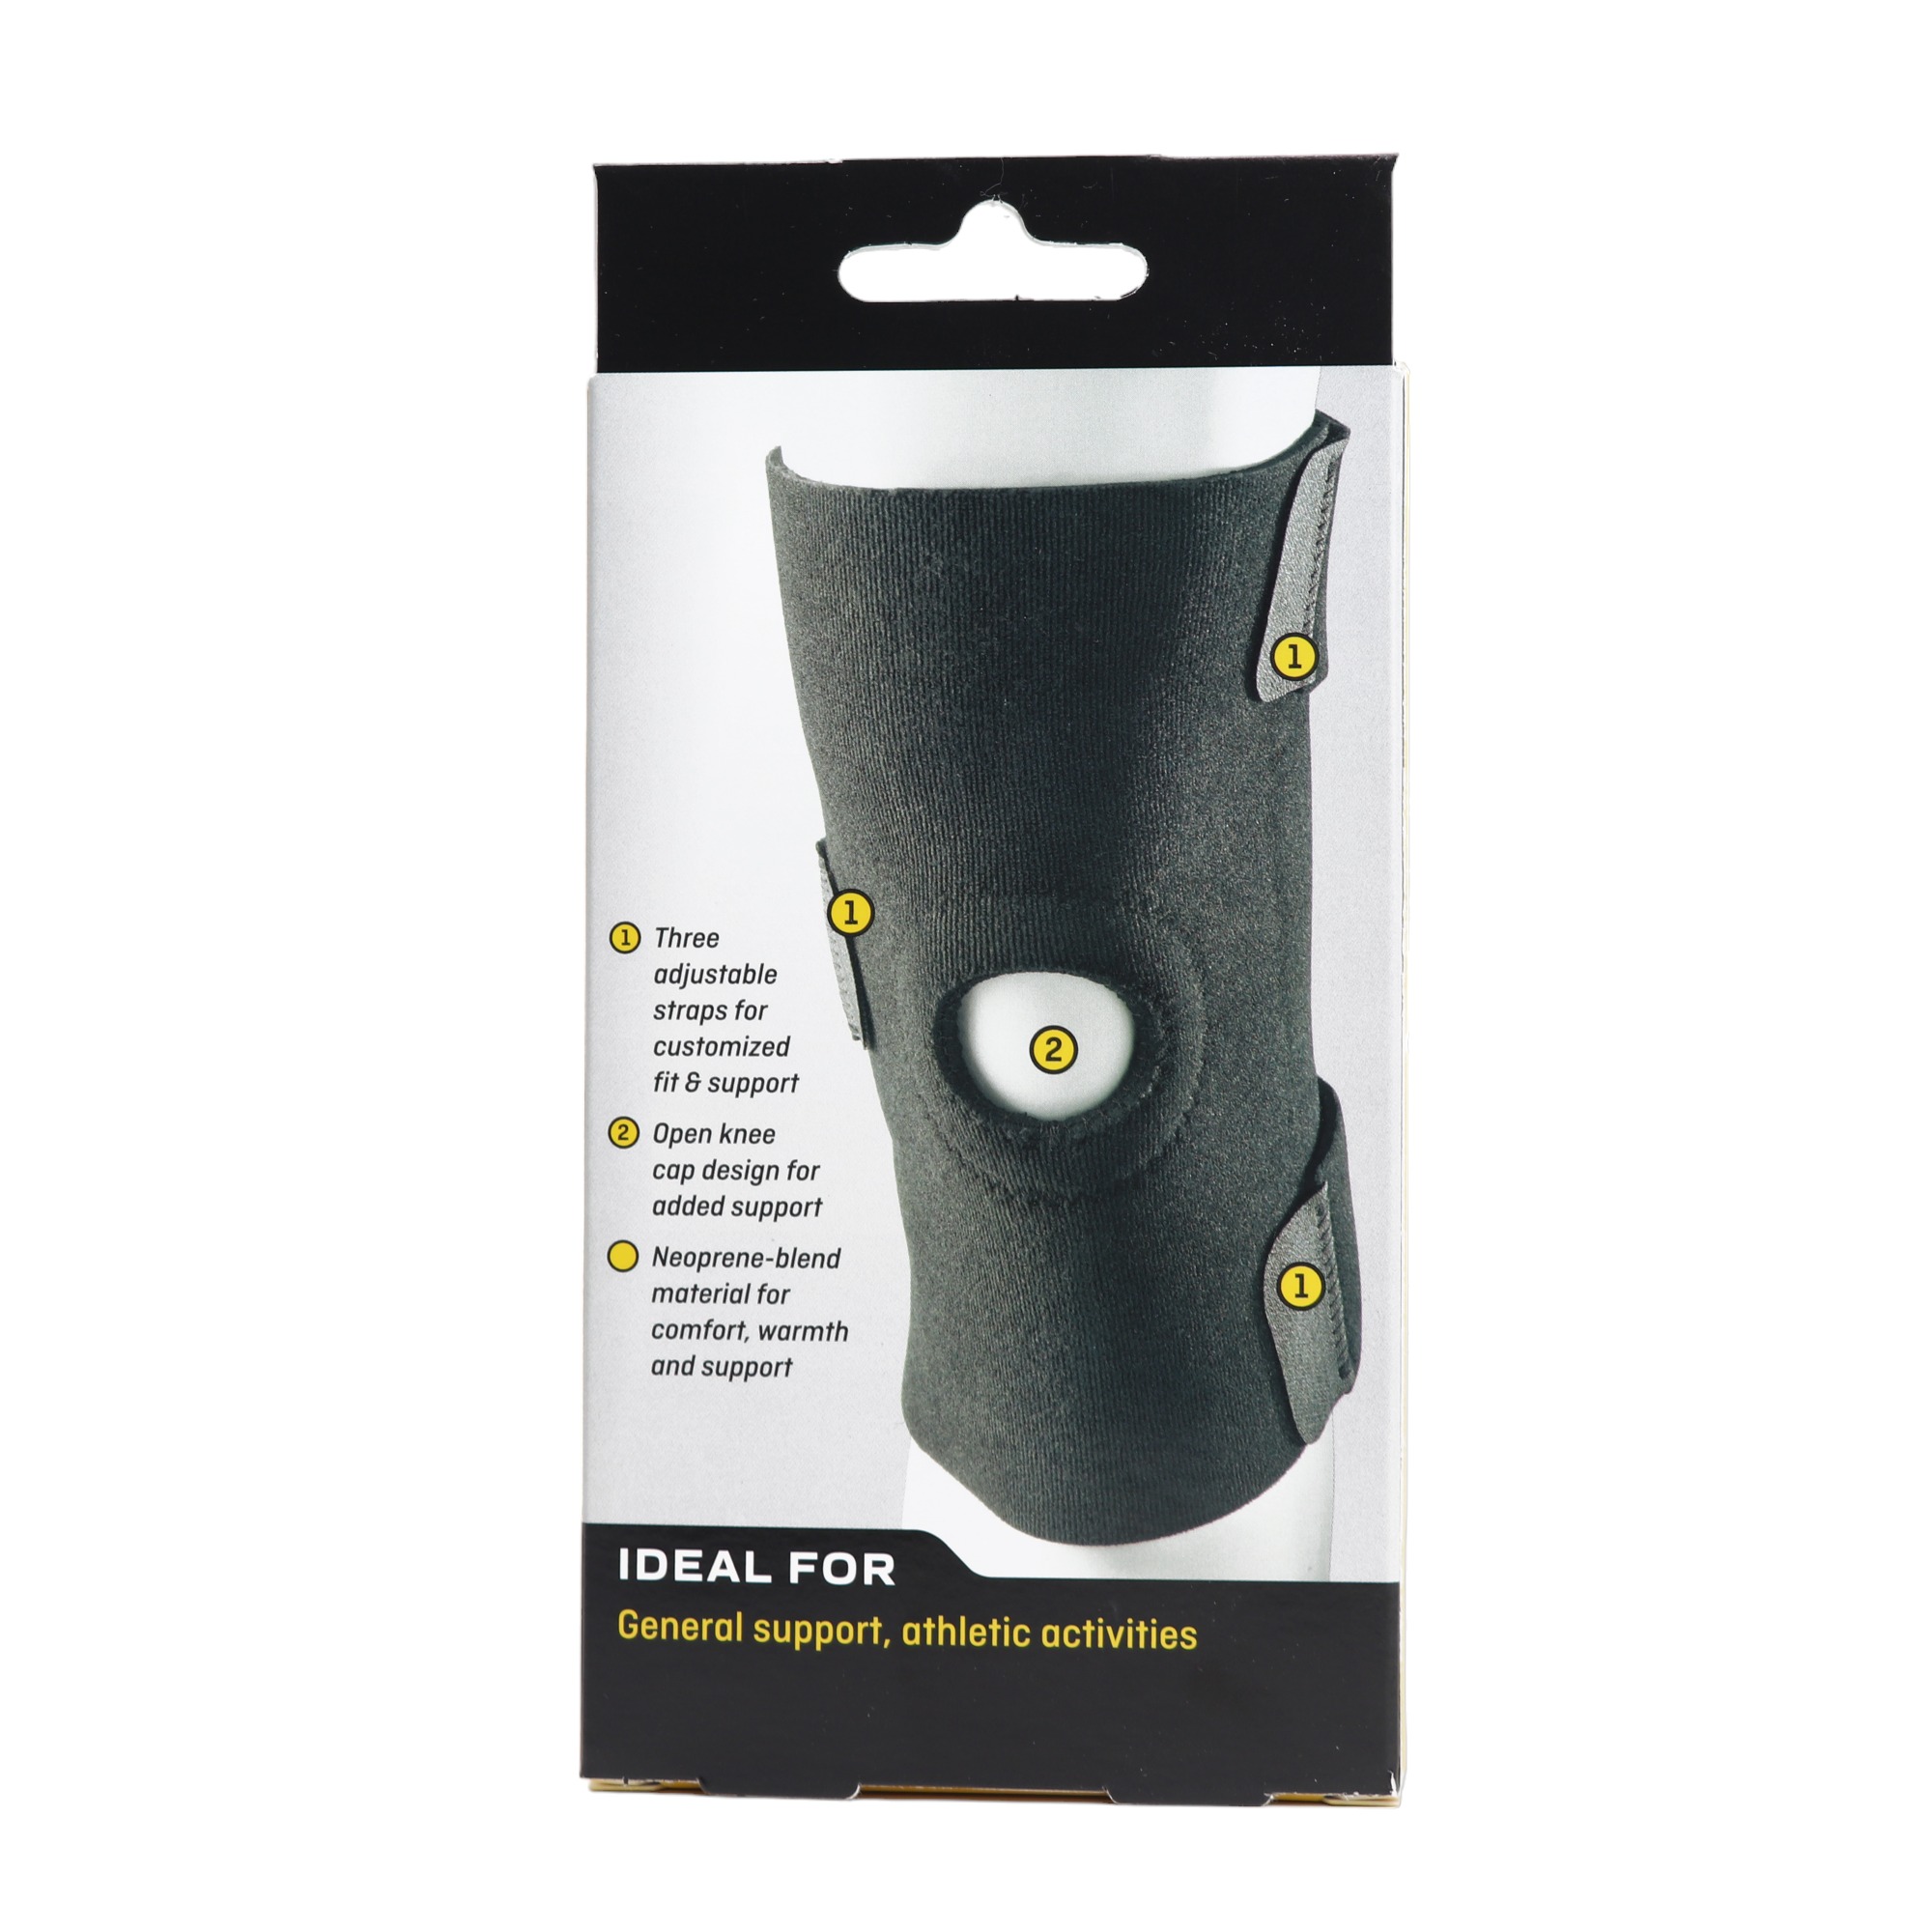 1
1
1 Three
adjustable
straps for
customized
fit & support
2
2 Open knee
cap design for
added support
Neoprene-blend
material for
comfort, warmth
and support
1
IDEAL FOR
General support, athletic activities